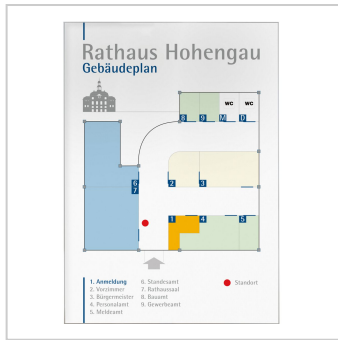 Rathaus Hohengau
Gebäudeplan
WC WC
8 9 M D
6 2 3
7
1 4 5
1. Anmeldung
2. Vorzimmer
3. Bürgermeister
4. Personalamt
5. Meldeamt
6. Standesamt
7. Rathaussaal
8. Bauamt
9. Gewerbeamt
Standort